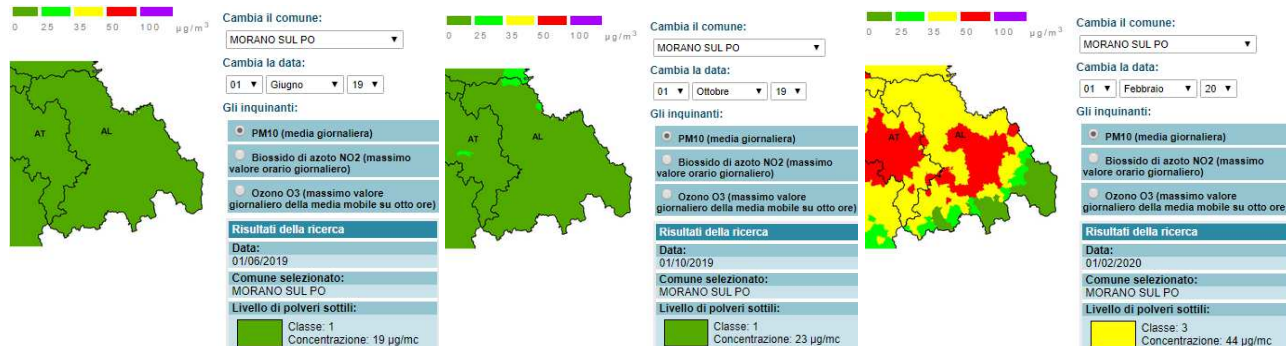 0 25 35 50 100 µg/m³
Cambia il comune:
MORANO SUL PO
Cambia la data:
01 Giugno 19
Gli inquinanti:
PM10 (media giornaliera)
Biossido di azoto NO2 (massimo
valore orario giornaliero)
Ozono O3 (massimo valore
giornaliero della media mobile su otto ore)
Risultati della ricerca
Data:
01/06/2019
Comune selezionato:
MORANO SUL PO
Livello di polveri sottili:
Classe: 1
Concentrazione: 19 µg/mc
AT AL
0 25 35 50 100 µg/m³
Cambia il comune:
MORANO SUL PO
Cambia la data:
01 Ottobre 19
Gli inquinanti:
PM10 (media giornaliera)
Biossido di azoto NO2 (massimo
valore orario giornaliero)
Ozono O3 (massimo valore
giornaliero della media mobile su otto ore)
Risultati della ricerca
Data:
01/10/2019
Comune selezionato:
MORANO SUL PO
Livello di polveri sottili:
Classe: 1
Concentrazione: 23 µg/mc
AT AL
0 25 35 50 100 µg/m³
Cambia il comune:
MORANO SUL PO
Cambia la data:
01 Febbraio 20
Gli inquinanti:
PM10 (media giornaliera)
Biossido di azoto NO2 (massimo
valore orario giornaliero)
Ozono O3 (massimo valore
giornaliero della media mobile su otto ore)
Risultati della ricerca
Data:
01/02/2020
Comune selezionato:
MORANO SUL PO
Livello di polveri sottili:
Classe: 3
Concentrazione: 44 µg/mc
AT AL